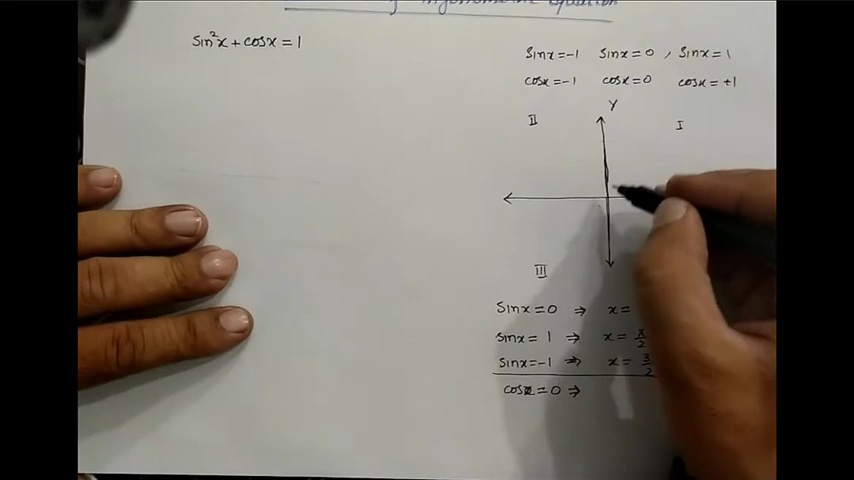 Equation
sin²x + cosx = 1
sinx = -1 sinx = 0 , sinx = 1
cosx = -1 cosx = 0 cosx = +1
Y
II I
III
sinx = 0 ⇒ x =
sinx = 1 ⇒ x = π/2
sinx = -1 ⇒ x = 3/2
cosx = 0 ⇒